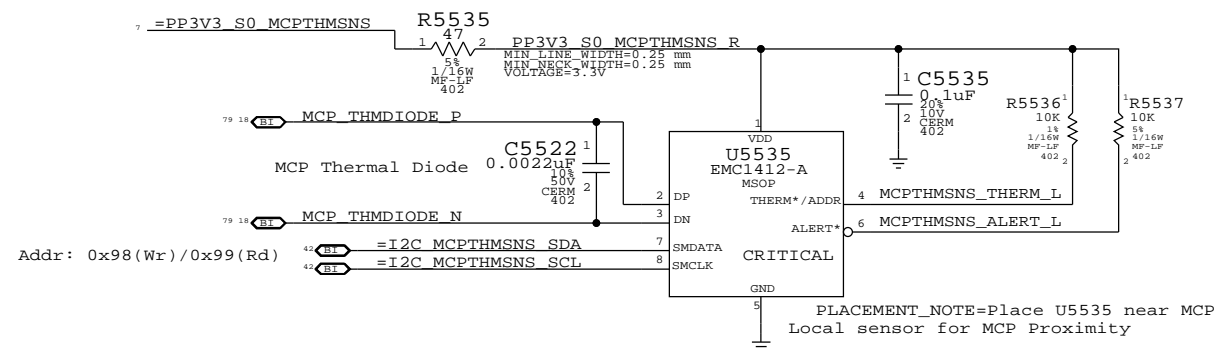 7 =PP3V3_S0_MCPTHMSNS
R5535
47
1 2
5%
1/16W
MF-LF
402
PP3V3_S0_MCPTHMSNS_R
MIN_LINE_WIDTH=0.25 mm
MIN_NECK_WIDTH=0.25 mm
VOLTAGE=3.3V
1
C5535
0.1uF
20%
10V
CERM
402
2
R5536
1
10K
1%
1/16W
MF-LF
402
2
1
R5537
10K
5%
1/16W
MF-LF
402
2
79 18 BI MCP_THMDIODE_P
MCP Thermal Diode
C5522
1
0.0022uF
10%
50V
CERM
402
2
79 18 BI MCP_THMDIODE_N
Addr: 0x98(Wr)/0x99(Rd)
42 BI =I2C_MCPTHMSNS_SDA
42 BI =I2C_MCPTHMSNS_SCL
1
VDD
U5535
EMC1412-A
MSOP
2 DP
3 DN
7 SMDATA
8 SMCLK
THERM*/ADDR 4 MCPTHMSNS_THERM_L
ALERT* 6 MCPTHMSNS_ALERT_L
CRITICAL
GND
5
PLACEMENT_NOTE=Place U5535 near MCP
Local sensor for MCP Proximity